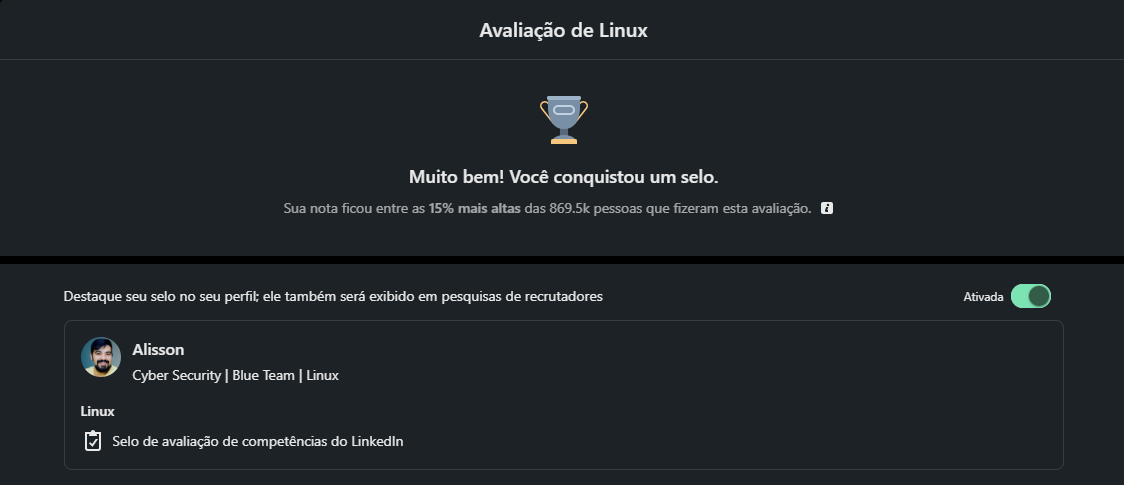 Avaliação de Linux
Muito bem! Você conquistou um selo.
Sua nota ficou entre as 15% mais altas das 869.5k pessoas que fizeram esta avaliação.
Destaque seu selo no seu perfil; ele também será exibido em pesquisas de recrutadores
Ativada
Alisson
Cyber Security | Blue Team | Linux
Linux
Selo de avaliação de competências do LinkedIn